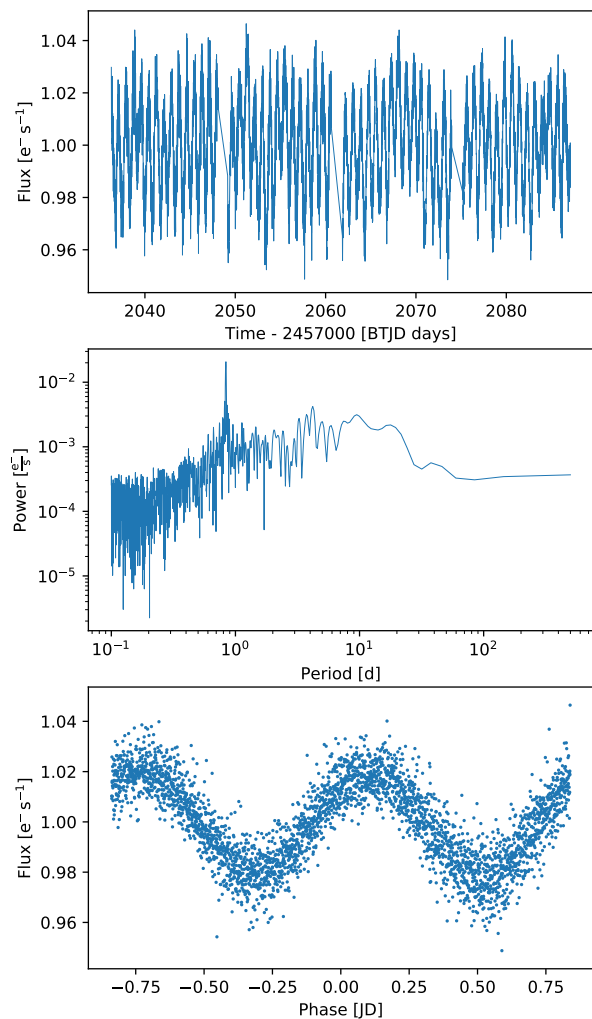 1.04
1.02
1.00
0.98
0.96
Flux [e⁻ s⁻¹]
2040 2050 2060 2070 2080
Time - 2457000 [BTJD days]
10⁻²
10⁻³
10⁻⁴
10⁻⁵
Power [e⁻/s]
10⁻¹ 10⁰ 10¹ 10²
Period [d]
1.04
1.02
1.00
0.98
0.96
Flux [e⁻ s⁻¹]
−0.75 −0.50 −0.25 0.00 0.25 0.50 0.75
Phase [JD]